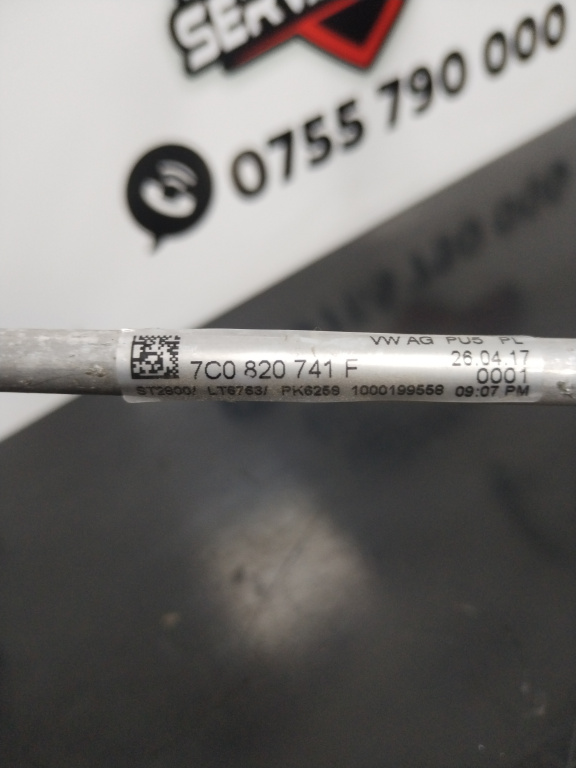 SERVI
0755 790 000
VW AG PU5 PL
7C0 820 741 F 26.04.17
0001
ST2900/ LT6763/ PK6259 1000199558 09:07 PM